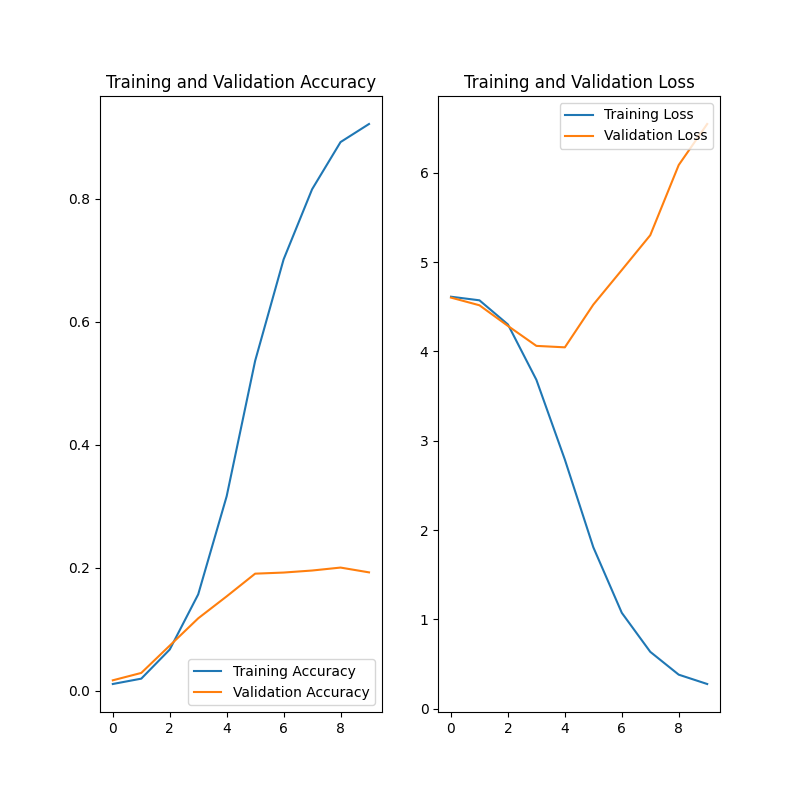 Training and Validation Accuracy
0.8
0.6
0.4
0.2
0.0
0 2 4 6 8
Training Accuracy
Validation Accuracy
Training and Validation Loss
6
5
4
3
2
1
0
0 2 4 6 8
Training Loss
Validation Loss